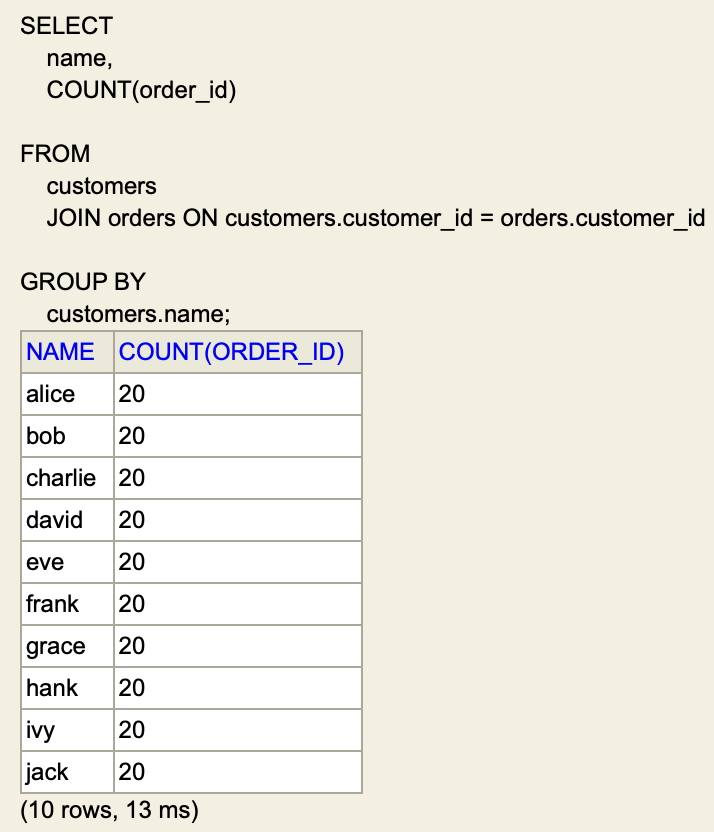 SELECT
name,
COUNT(order_id)
FROM
customers
JOIN orders ON customers.customer_id = orders.customer_id
GROUP BY
customers.name;
NAME COUNT(ORDER_ID)
alice 20
bob 20
charlie 20
david 20
eve 20
frank 20
grace 20
hank 20
ivy 20
jack 20
(10 rows, 13 ms)